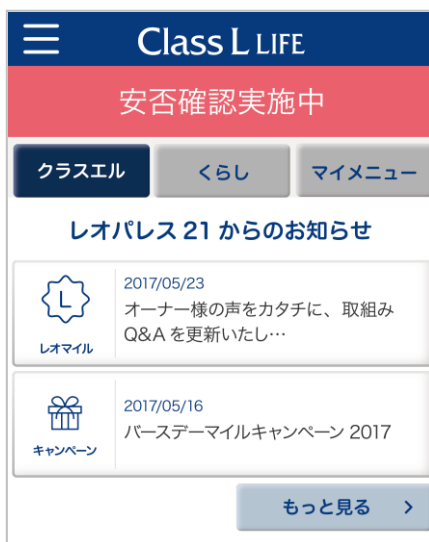 Class L LIFE
安否確認実施中
クラスエル
くらし
マイメニュー
レオパレス 21 からのお知らせ
2017/05/23
オーナー様の声をカタチに、取組み
Q&A を更新いたし…
L
レオマイル
2017/05/16
バースデーマイルキャンペーン 2017
キャンペーン
もっと見る